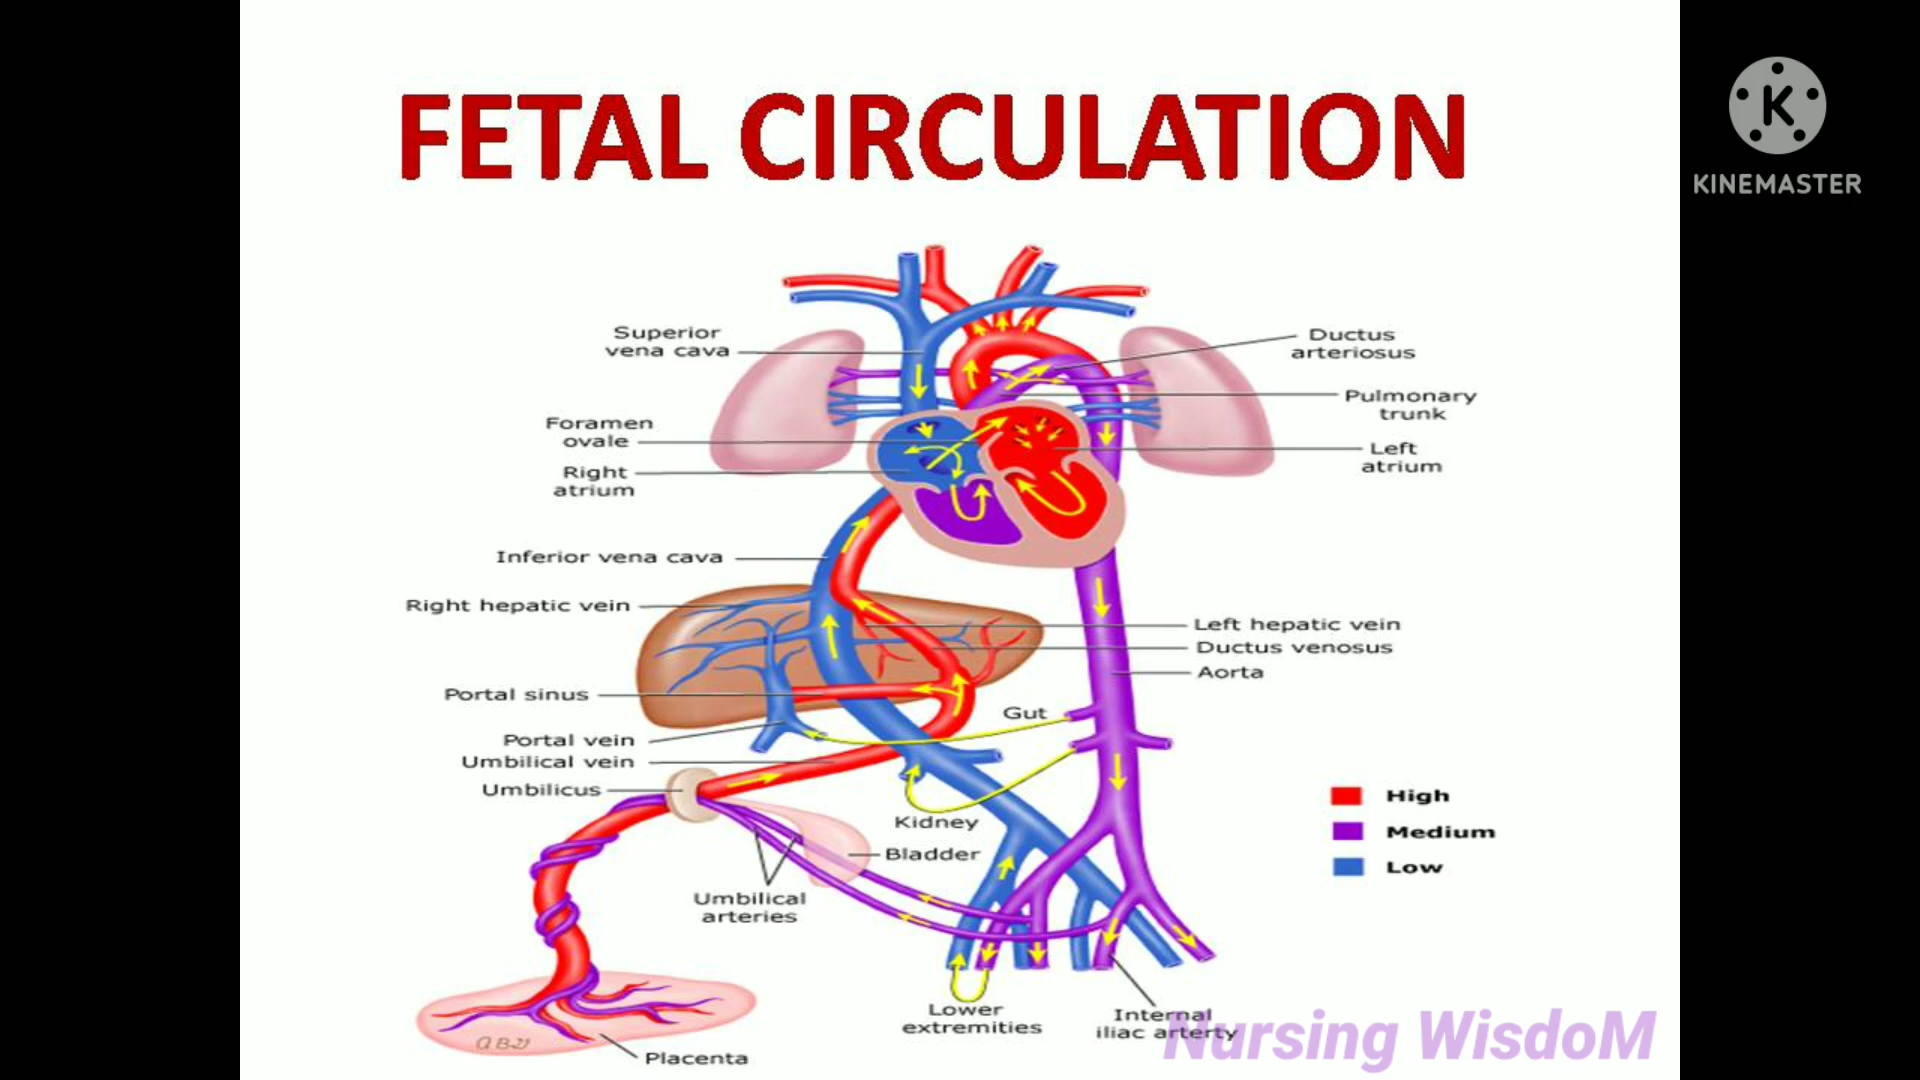 FETAL CIRCULATION
KINEMASTER
Superior
vena cava
Foramen
ovale
Right
atrium
Inferior vena cava
Right hepatic vein
Portal sinus
Portal vein
Umbilical vein
Umbilicus
Umbilical
arteries
Placenta
Ductus
arteriosus
Pulmonary
trunk
Left
atrium
Left hepatic vein
Ductus venosus
Aorta
Gut
Kidney
Bladder
Lower
extremities
Internal
iliac arterty
High
Medium
Low
Nursing WisdoM